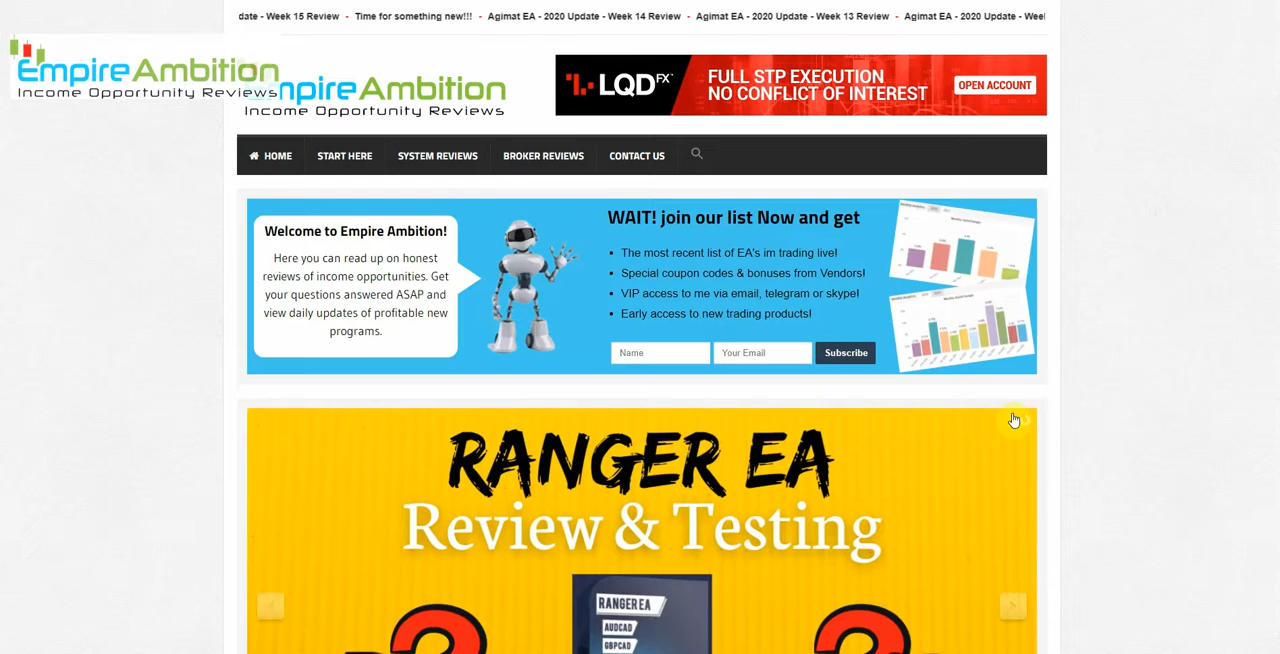 date - Week 15 Review - Time for something new!!! - Agimat EA - 2020 Update - Week 14 Review - Agimat EA - 2020 Update - Week 13 Review - Agimat EA - 2020 Update -
EmpireAmbition
Income Opportunity Reviews
EmpireAmbition
Income Opportunity Reviews
LQDFX™
FULL STP EXECUTION
NO CONFLICT OF INTEREST
OPEN ACCOUNT
HOME START HERE SYSTEM REVIEWS BROKER REVIEWS CONTACT US
Welcome to Empire Ambition!
Here you can read up on honest
reviews of income opportunities. Get
your questions answered ASAP and
view daily updates of profitable new
programs.
WAIT! join our list Now and get
• The most recent list of EA's im trading live!
• Special coupon codes & bonuses from Vendors!
• VIP access to me via email, telegram or skype!
• Early access to new trading products!
Name Your Email Subscribe
RANGER EA
Review & Testing
RANGER EA
AUDCAD
GBPCAD